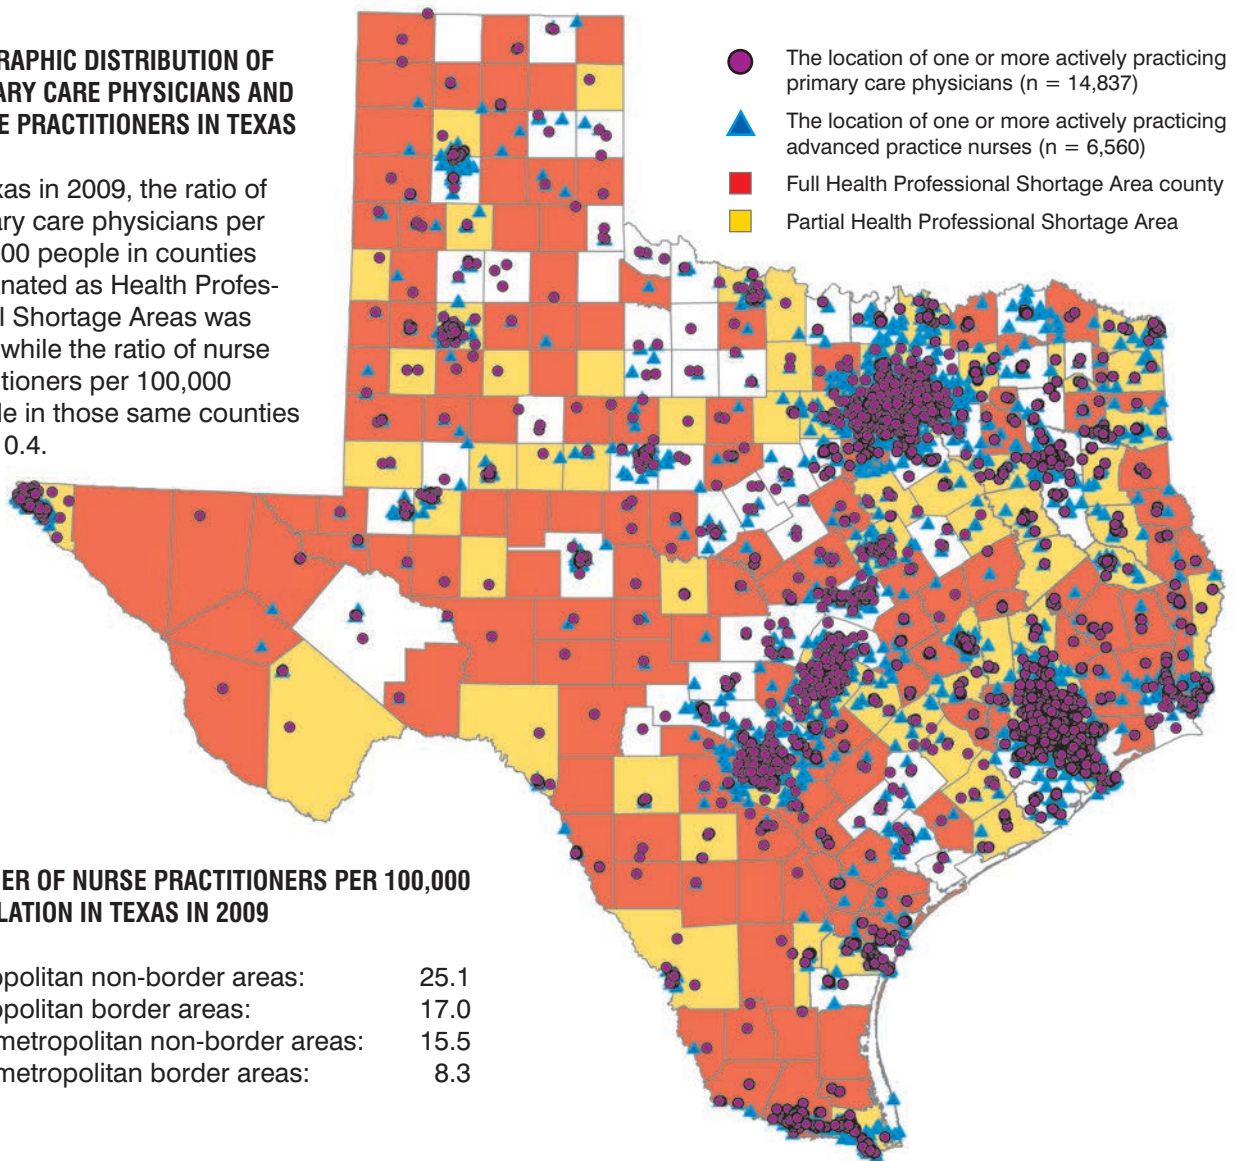 RAPHIC DISTRIBUTION OF
ARY CARE PHYSICIANS AND
E PRACTITIONERS IN TEXAS
xas in 2009, the ratio of
ary care physicians per
00 people in counties
nated as Health Profes-
l Shortage Areas was
while the ratio of nurse
titioners per 100,000
le in those same counties
0.4.
The location of one or more actively practicing
primary care physicians (n = 14,837)
The location of one or more actively practicing
advanced practice nurses (n = 6,560)
Full Health Professional Shortage Area county
Partial Health Professional Shortage Area
ER OF NURSE PRACTITIONERS PER 100,000
LATION IN TEXAS IN 2009
opolitan non-border areas: 25.1
opolitan border areas: 17.0
metropolitan non-border areas: 15.5
metropolitan border areas: 8.3